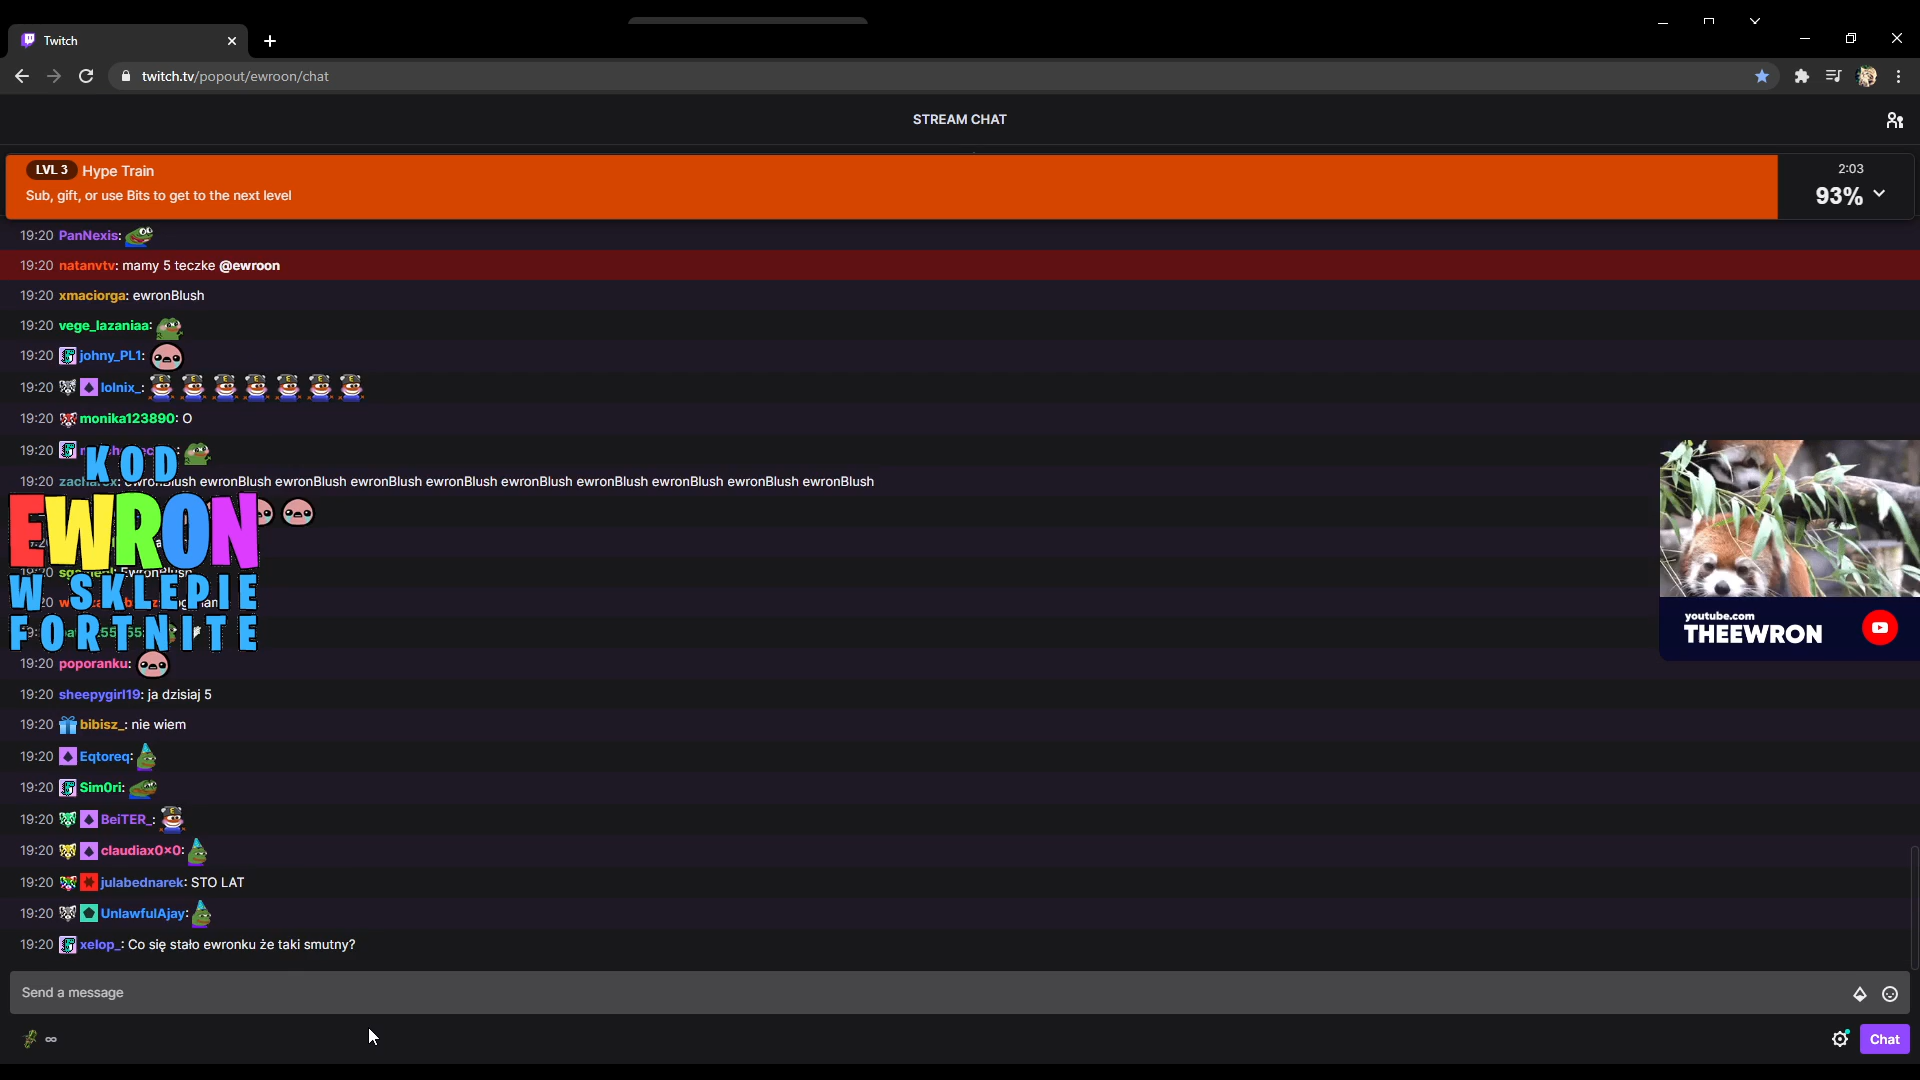 Twitch
twitch.tv/popout/ewroon/chat
STREAM CHAT
LVL 3 Hype Train
Sub, gift, or use Bits to get to the next level
2:03
93%
19:20 PanNexis:
19:20 natanvtv: mamy 5 teczke @ewroon
19:20 xmaciorga: ewronBlush
19:20 vege_lazaniaa:
19:20 johny_PL1:
19:20 lolnix_:
19:20 monika123890: O
19:20
19:20 ewronBlush ewronBlush ewronBlush ewronBlush ewronBlush ewronBlush ewronBlush ewronBlush ewronBlush
KOD
EWRON
W SKLEPIE
FORTNITE
youtube.com
THEEWRON
19:20 poporanku:
19:20 sheepygirl19: ja dzisiaj 5
19:20 bibisz_: nie wiem
19:20 Eqtoreq:
19:20 Sim0ri:
19:20 BeiTER_:
19:20 claudiax0x0:
19:20 julabednarek: STO LAT
19:20 UnlawfulAjay:
19:20 xelop_: Co się stało ewronku że taki smutny?
Send a message
∞
Chat